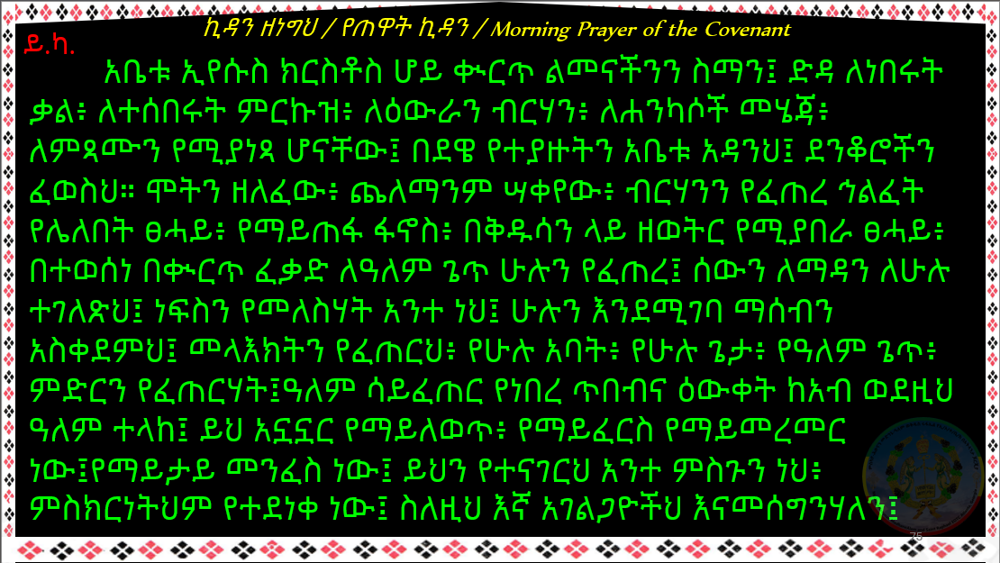 ኪዳን ዘነግህ / የጠዋት ኪዳን / Morning Prayer of the Covenant
ይ.ካ.
አቤቱ ኢየሱስ ክርስቶስ ሆይ ቍርጥ ልመናችንን ስማን፤ ድዳ ለነበሩት
ቃል፥ ለተሰበሩት ምርኩዝ፥ ለዕውራን ብርሃን፥ ለሐንካሶች መሄጃ፥
ለምጻሙን የሚያነጻ ሆናቸው፤ በደዌ የተያዙትን አቤቱ አዳንህ፤ ደንቆሮችን
ፈወስህ። ሞትን ዘለፈው፥ ጨለማንም ሣቀየው፥ ብርሃንን የፈጠረ ኅልፈት
የሌለበት ፀሓይ፥ የማይጠፋ ፋኖስ፥ በቅዱሳን ላይ ዘወትር የሚያበራ ፀሓይ፥
በተወሰነ በቍርጥ ፈቃድ ለዓለም ጌጥ ሁሉን የፈጠረ፤ ሰውን ለማዳን ለሁሉ
ተገለጽህ፤ ነፍስን የመለስሃት አንተ ነህ፤ ሁሉን እንደሚገባ ማሰብን
አስቀደምህ፤ መላእክትን የፈጠርህ፥ የሁሉ አባት፥ የሁሉ ጌታ፥ የዓለም ጌጥ፥
ምድርን የፈጠርሃት፤ዓለም ሳይፈጠር የነበረ ጥበብና ዕውቀት ከአብ ወደዚህ
ዓለም ተላከ፤ ይህ አኗኗር የማይለወጥ፥ የማይፈርስ የማይመረመር
ነው፤የማይታይ መንፈስ ነው፤ ይህን የተናገርህ አንተ ምስጉን ነህ፥
ምስክርነትህም የተደነቀ ነው፤ ስለዚህ እኛ አገልጋዮችህ እናመሰግንሃለን፤
75